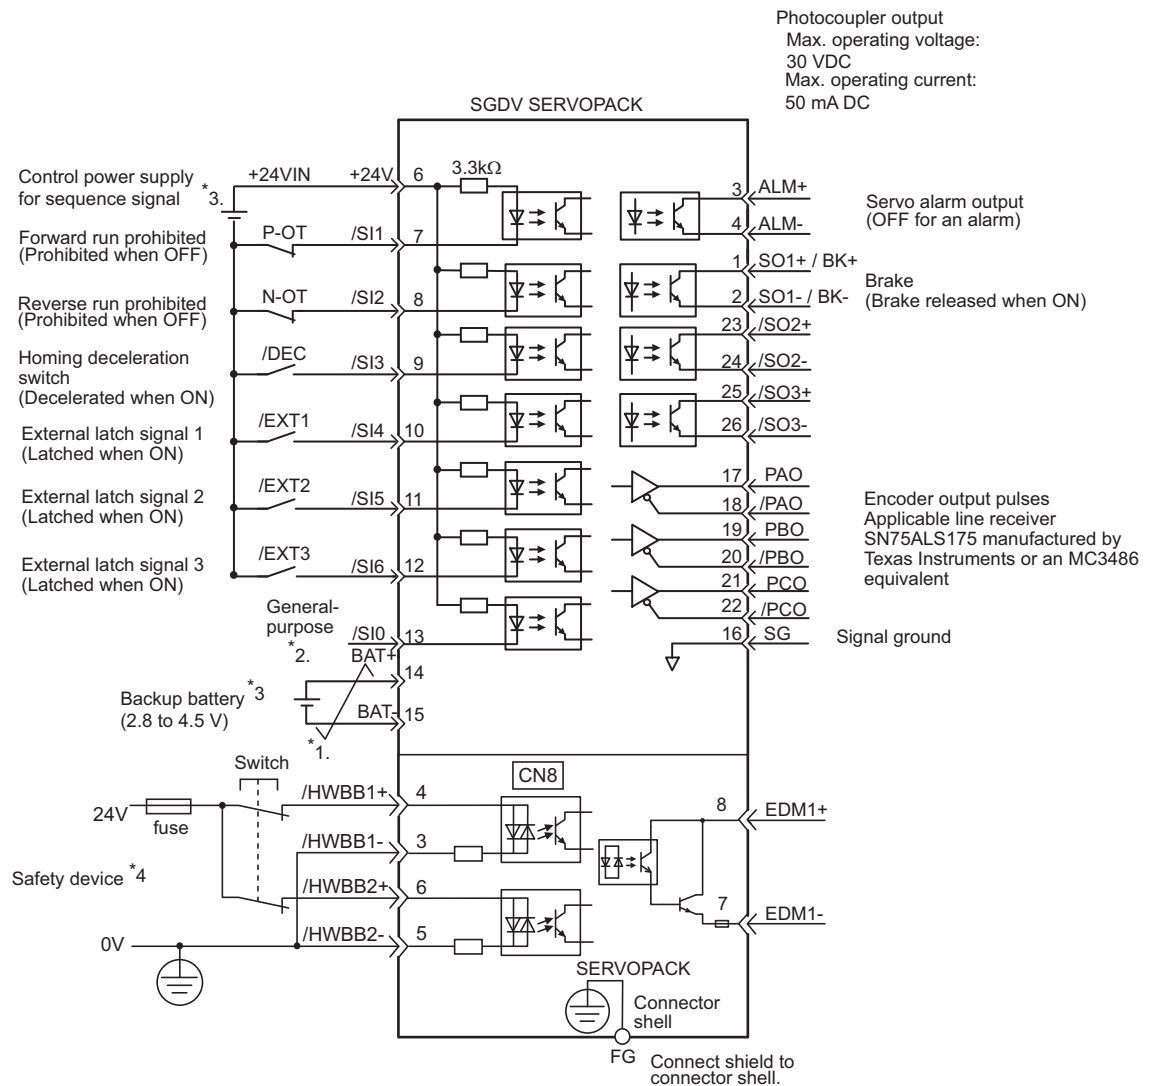 Photocoupler output
Max. operating voltage:
30 VDC
Max. operating current:
50 mA DC
SGDV SERVOPACK
Control power supply
for sequence signal *3.
+24VIN
+24V
6
3.3kΩ
Forward run prohibited
(Prohibited when OFF)
P-OT
/SI1
7
Reverse run prohibited
(Prohibited when OFF)
N-OT
/SI2
8
Homing deceleration
switch
(Decelerated when ON)
/DEC
/SI3
9
External latch signal 1
(Latched when ON)
/EXT1
/SI4
10
External latch signal 2
(Latched when ON)
/EXT2
/SI5
11
External latch signal 3
(Latched when ON)
/EXT3
/SI6
12
General-
purpose
*2.
/SI0
13
BAT+
14
Backup battery *3
(2.8 to 4.5 V)
BAT-
15
*1.
3 ALM+
4 ALM-
Servo alarm output
(OFF for an alarm)
1 SO1+ / BK+
2 SO1- / BK-
Brake
(Brake released when ON)
23 /SO2+
24 /SO2-
25 /SO3+
26 /SO3-
17 PAO
18 /PAO
19 PBO
20 /PBO
21 PCO
22 /PCO
Encoder output pulses
Applicable line receiver
SN75ALS175 manufactured by
Texas Instruments or an MC3486
equivalent
16 SG
Signal ground
Switch
CN8
24V
fuse
/HWBB1+
4
/HWBB1-
3
Safety device *4
/HWBB2+
6
0V
/HWBB2-
5
8 EDM1+
7 EDM1-
SERVOPACK
Connector
shell
FG
Connect shield to
connector shell.